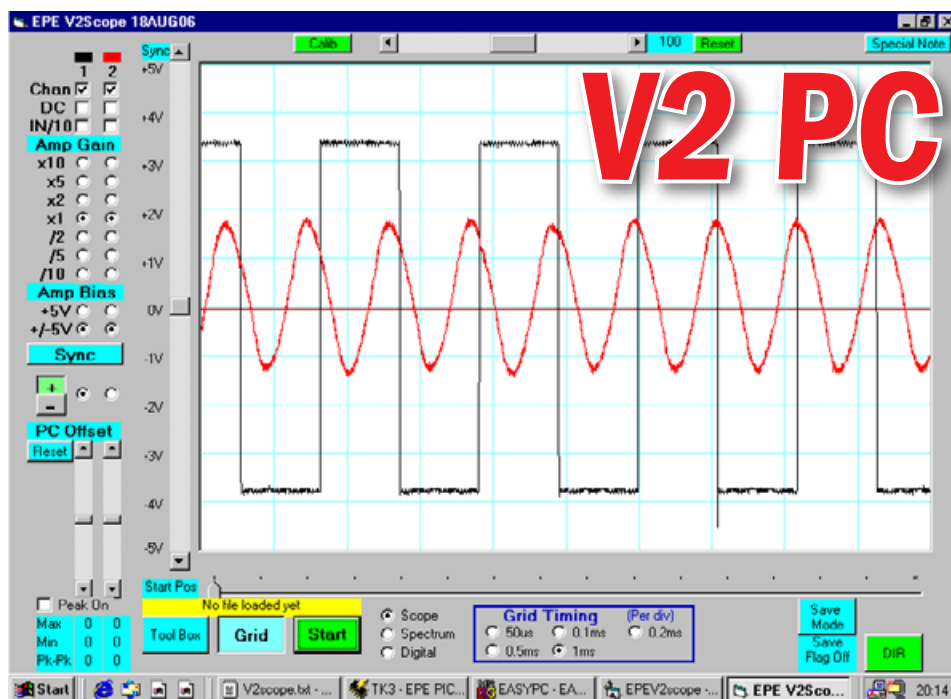 EPE V2Scope 18AUG06
Sync
Calib
100
Reset
Special Note
V2 PC
1 2
Chan
DC
IN/10
Amp Gain
x10
x5
x2
x1
/2
/5
/10
Amp Bias
+5V
+/-5V
Sync
+
-
PC Offset
Reset
+5V
+4V
+3V
+2V
+1V
0V
-1V
-2V
-3V
-4V
-5V
Start Pos
Peak On
Max 0 0
Min 0 0
Pk-Pk 0 0
No file loaded yet
Tool Box
Grid
Start
Scope
Spectrum
Digital
Grid Timing (Per div)
50us 0.1ms 0.2ms
0.5ms 1ms
Save Mode
Save Flag Off
DIR
Start
V2scope.txt - ...
TK3 - EPE PIC...
EASYPC - EA...
EPEV2scope -...
EPE V2Sco...